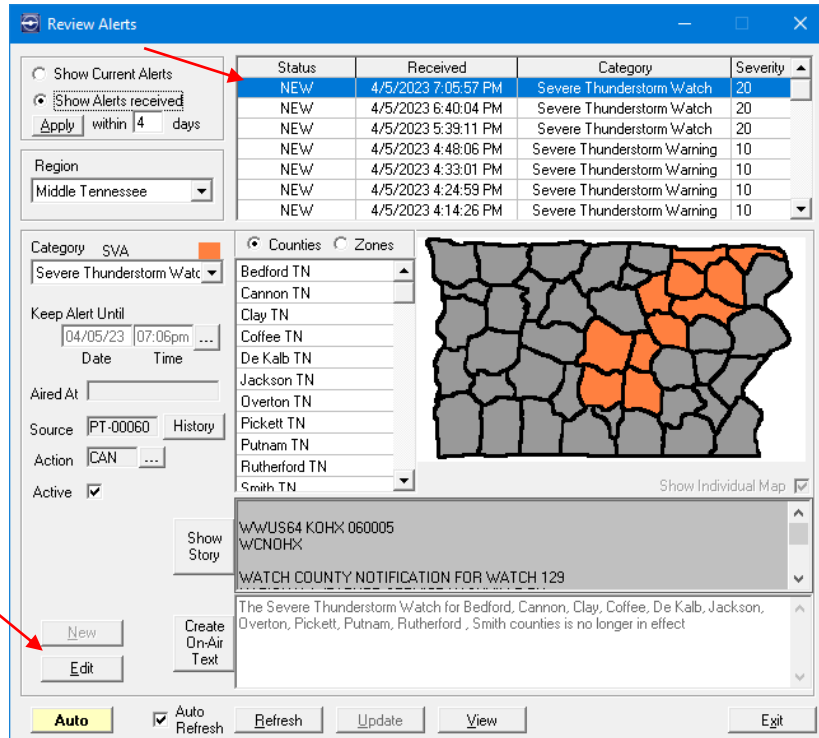 Review Alerts
Show Current Alerts
Show Alerts received
Apply within 4 days
Region
Middle Tennessee
Status Received Category Severity
NEW 4/5/2023 7:05:57 PM Severe Thunderstorm Watch 20
NEW 4/5/2023 6:40:04 PM Severe Thunderstorm Watch 20
NEW 4/5/2023 5:39:11 PM Severe Thunderstorm Watch 20
NEW 4/5/2023 4:48:06 PM Severe Thunderstorm Warning 10
NEW 4/5/2023 4:33:01 PM Severe Thunderstorm Warning 10
NEW 4/5/2023 4:24:59 PM Severe Thunderstorm Warning 10
NEW 4/5/2023 4:14:26 PM Severe Thunderstorm Warning 10
Category SVA
Severe Thunderstorm Watc
Keep Alert Until
04/05/23 07:06pm ...
Date Time
Aired At
Source PT-00060 History
Action CAN ...
Active
Counties Zones
Bedford TN
Cannon TN
Clay TN
Coffee TN
De Kalb TN
Jackson TN
Overton TN
Pickett TN
Putnam TN
Rutherford TN
Smith TN
Show Individual Map
Show
Story
WWUS64 KOHX 060005
WCNOHX
WATCH COUNTY NOTIFICATION FOR WATCH 129
New
Edit
Create
On-Air
Text
The Severe Thunderstorm Watch for Bedford, Cannon, Clay, Coffee, De Kalb, Jackson,
Overton, Pickett, Putnam, Rutherford , Smith counties is no longer in effect
Auto
Auto
Refresh
Refresh
Update
View
Exit